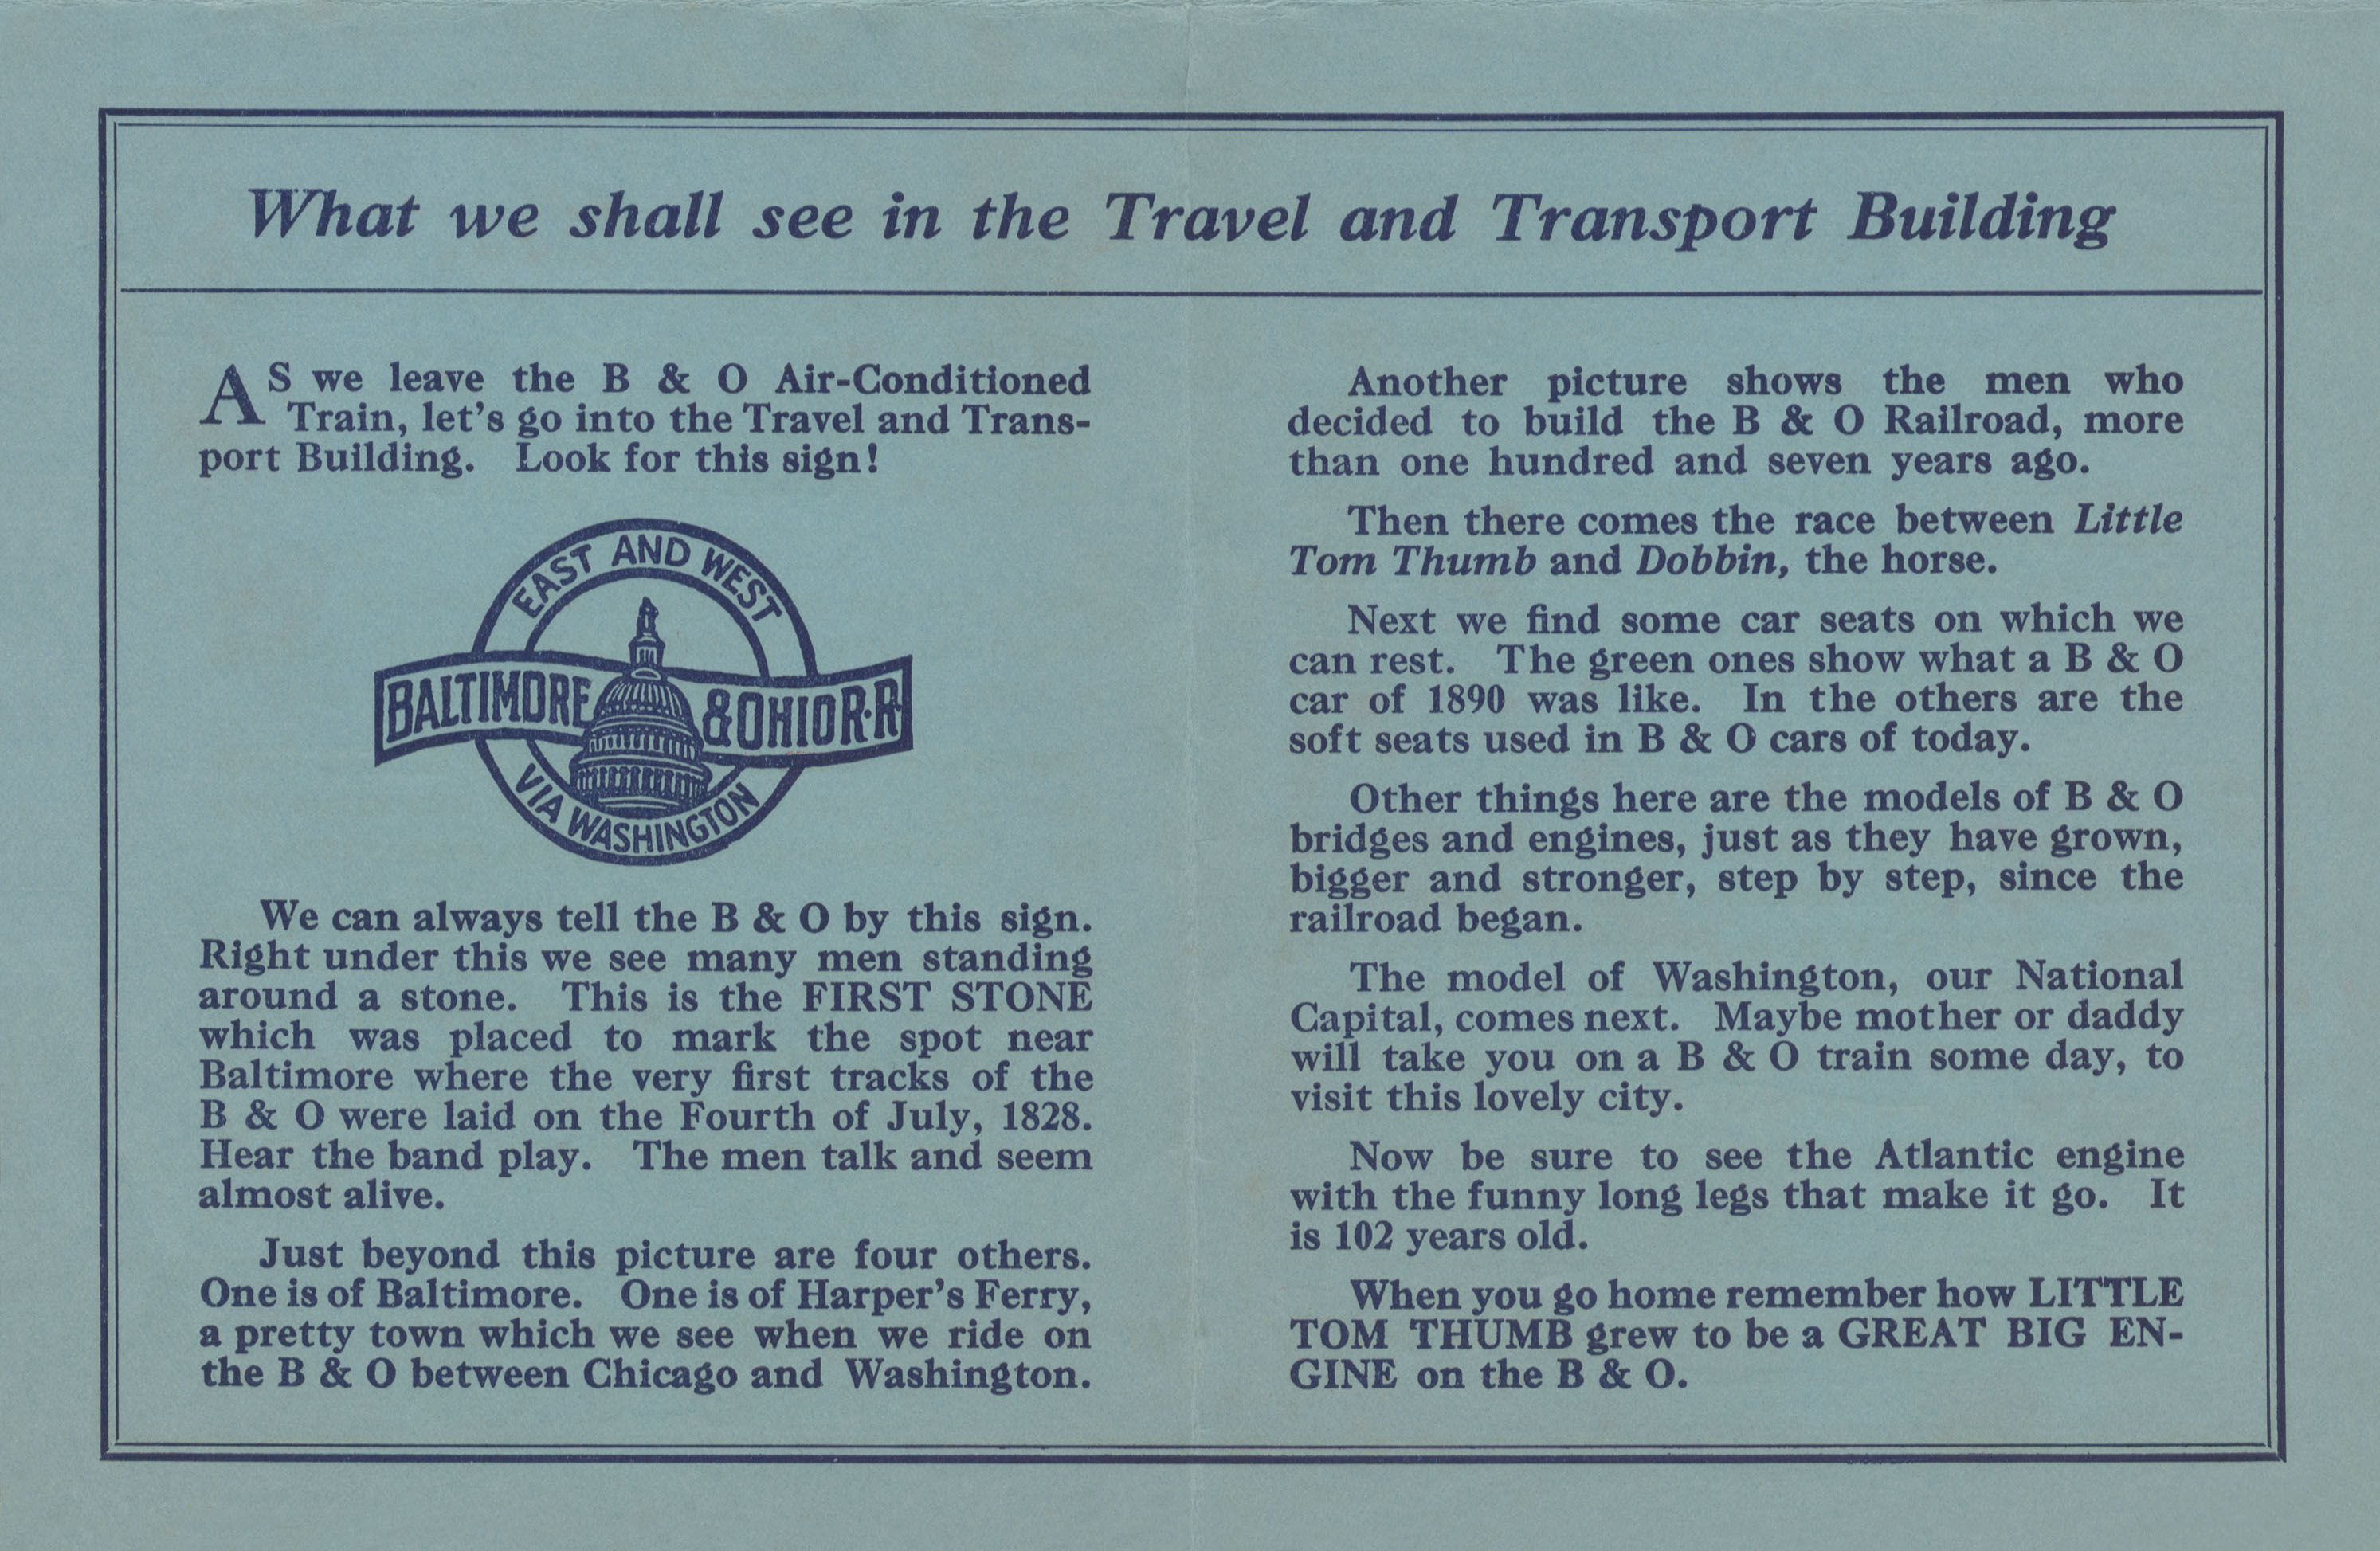 What we shall see in the Travel and Transport Building
AS we leave the B & O Air-Conditioned
Train, let's go into the Travel and Trans-
port Building. Look for this sign!
EAST AND WEST
BALTIMORE & OHIO R.R.
VIA WASHINGTON
We can always tell the B & O by this sign.
Right under this we see many men standing
around a stone. This is the FIRST STONE
which was placed to mark the spot near
Baltimore where the very first tracks of the
B & O were laid on the Fourth of July, 1828.
Hear the band play. The men talk and seem
almost alive.
Just beyond this picture are four others.
One is of Baltimore. One is of Harper's Ferry,
a pretty town which we see when we ride on
the B & O between Chicago and Washington.
Another picture shows the men who
decided to build the B & O Railroad, more
than one hundred and seven years ago.
Then there comes the race between Little
Tom Thumb and Dobbin, the horse.
Next we find some car seats on which we
can rest. The green ones show what a B & O
car of 1890 was like. In the others are the
soft seats used in B & O cars of today.
Other things here are the models of B & O
bridges and engines, just as they have grown,
bigger and stronger, step by step, since the
railroad began.
The model of Washington, our National
Capital, comes next. Maybe mother or daddy
will take you on a B & O train some day, to
visit this lovely city.
Now be sure to see the Atlantic engine
with the funny long legs that make it go. It
is 102 years old.
When you go home remember how LITTLE
TOM THUMB grew to be a GREAT BIG EN-
GINE on the B & O.